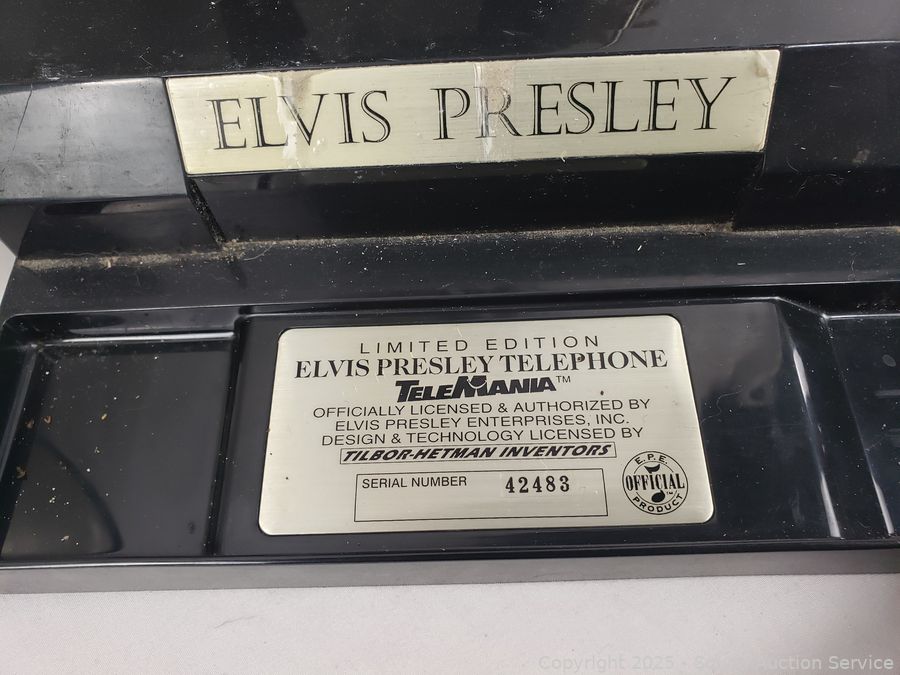 ELVIS PRESLEY
LIMITED EDITION
ELVIS PRESLEY TELEPHONE
TELEMANIA™
OFFICIALLY LICENSED & AUTHORIZED BY
ELVIS PRESLEY ENTERPRISES, INC.
DESIGN & TECHNOLOGY LICENSED BY
TILBOR-HETMAN INVENTORS
SERIAL NUMBER 42483
E.P.E.
OFFICIAL™
PRODUCT
Copyright 2025 - Auction Service